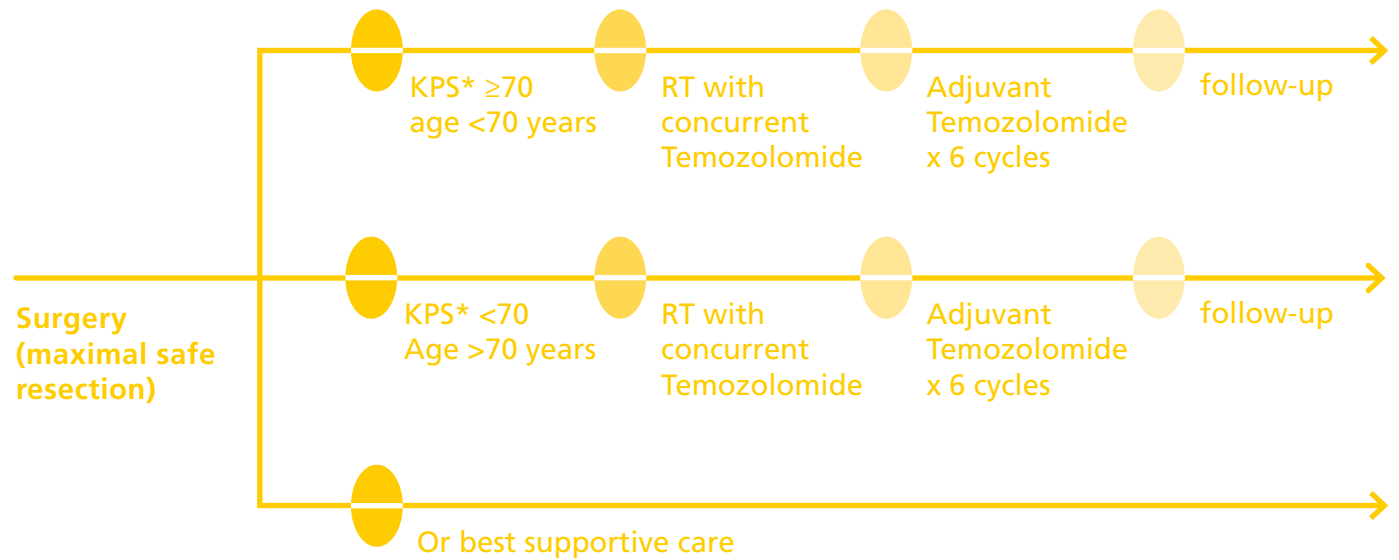 KPS* ≥70
age <70 years
RT with
concurrent
Temozolomide
Adjuvant
Temozolomide
x 6 cycles
follow-up
Surgery
(maximal safe
resection)
KPS* <70
Age >70 years
RT with
concurrent
Temozolomide
Adjuvant
Temozolomide
x 6 cycles
follow-up
Or best supportive care